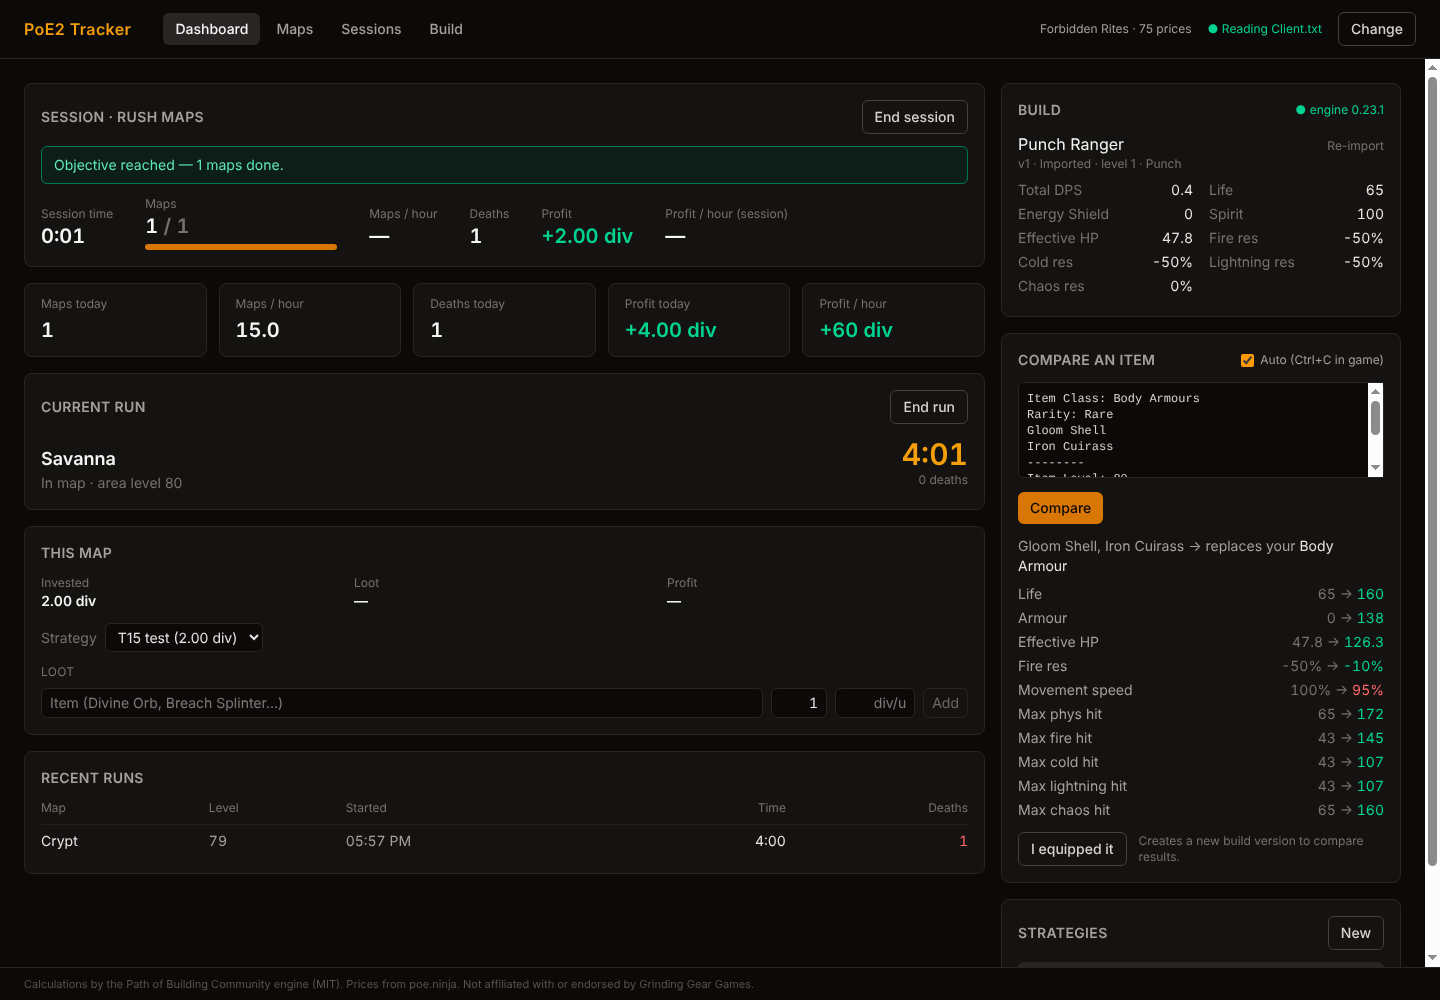 PoE2 Tracker
Dashboard
Maps
Sessions
Build
Forbidden Rites · 75 prices
Reading Client.txt
Change
SESSION · RUSH MAPS
End session
Objective reached — 1 maps done.
Session time
0:01
Maps
1 / 1
Maps / hour
—
Deaths
1
Profit
+2.00 div
Profit / hour (session)
—
Maps today
1
Maps / hour
15.0
Deaths today
1
Profit today
+4.00 div
Profit / hour
+60 div
CURRENT RUN
End run
Savanna
In map · area level 80
4:01
0 deaths
THIS MAP
Invested
2.00 div
Loot
—
Profit
—
Strategy
T15 test (2.00 div)
LOOT
Item (Divine Orb, Breach Splinter...)
1
div/u
Add
RECENT RUNS
Map Level Started Time Deaths
Crypt 79 05:57 PM 4:00 1
BUILD
engine 0.23.1
Punch Ranger
Re-import
v1 · Imported · level 1 · Punch
Total DPS 0.4 Life 65
Energy Shield 0 Spirit 100
Effective HP 47.8 Fire res -50%
Cold res -50% Lightning res -50%
Chaos res 0%
COMPARE AN ITEM
Auto (Ctrl+C in game)
Item Class: Body Armours
Rarity: Rare
Gloom Shell
Iron Cuirass
--------
Item Level: 80
Compare
Gloom Shell, Iron Cuirass → replaces your Body
Armour
Life 65 → 160
Armour 0 → 138
Effective HP 47.8 → 126.3
Fire res -50% → -10%
Movement speed 100% → 95%
Max phys hit 65 → 172
Max fire hit 43 → 145
Max cold hit 43 → 107
Max lightning hit 43 → 107
Max chaos hit 65 → 160
I equipped it
Creates a new build version to compare
results.
STRATEGIES
New
Calculations by the Path of Building Community engine (MIT). Prices from poe.ninja. Not affiliated with or endorsed by Grinding Gear Games.